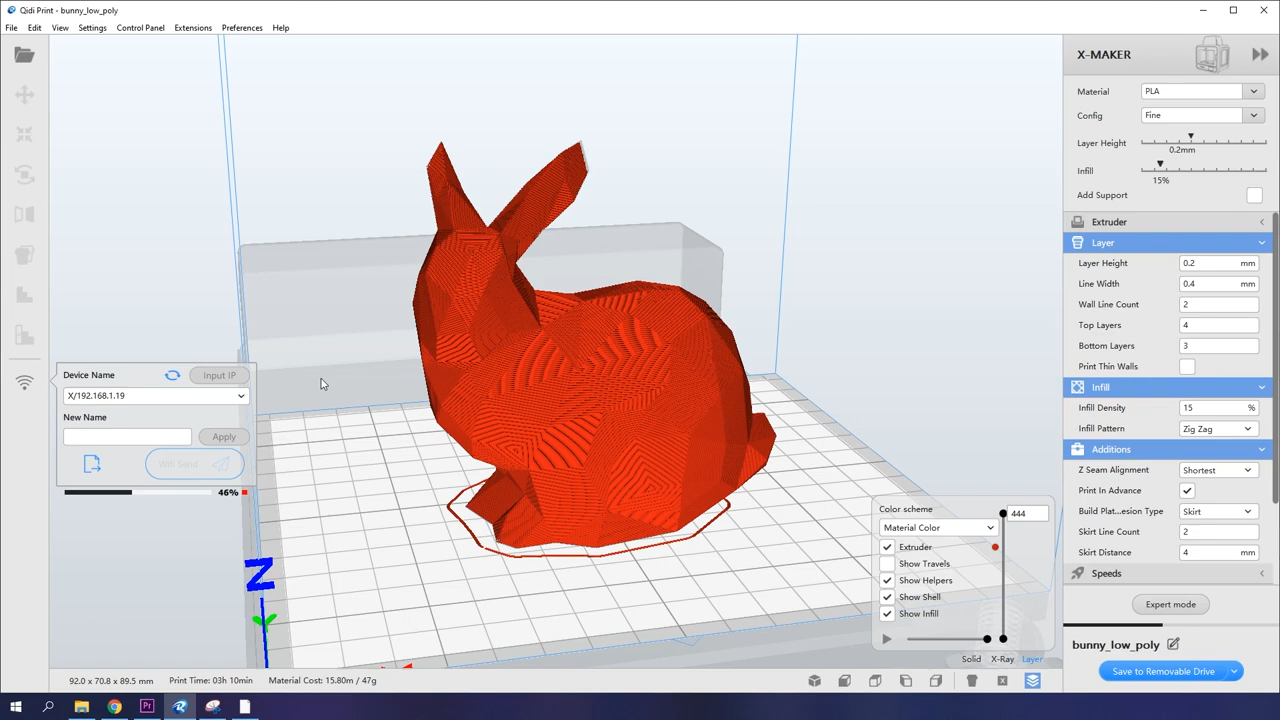 Qidi Print - bunny_low_poly
File Edit View Settings Control Panel Extensions Preferences Help
X-MAKER
Material PLA
Config Fine
Layer Height
0.2mm
Infill
15%
Add Support
Extruder
Layer
Layer Height 0.2 mm
Line Width 0.4 mm
Wall Line Count 2
Top Layers 4
Bottom Layers 3
Print Thin Walls
Infill
Infill Density 15 %
Infill Pattern Zig Zag
Additions
Z Seam Alignment Shortest
Print In Advance
Build Plat...esion Type Skirt
Skirt Line Count 2
Skirt Distance 4 mm
Speeds
Expert mode
bunny_low_poly
Save to Removable Drive
Device Name Input IP
X/192.168.1.19
New Name
Apply
Wifi Send
46%
Z
Color scheme 444
Material Color
Extruder
Show Travels
Show Helpers
Show Shell
Show Infill
Solid X-Ray Layer
92.0 x 70.8 x 89.5 mm Print Time: 03h 10min Material Cost: 15.80m / 47g
Pr